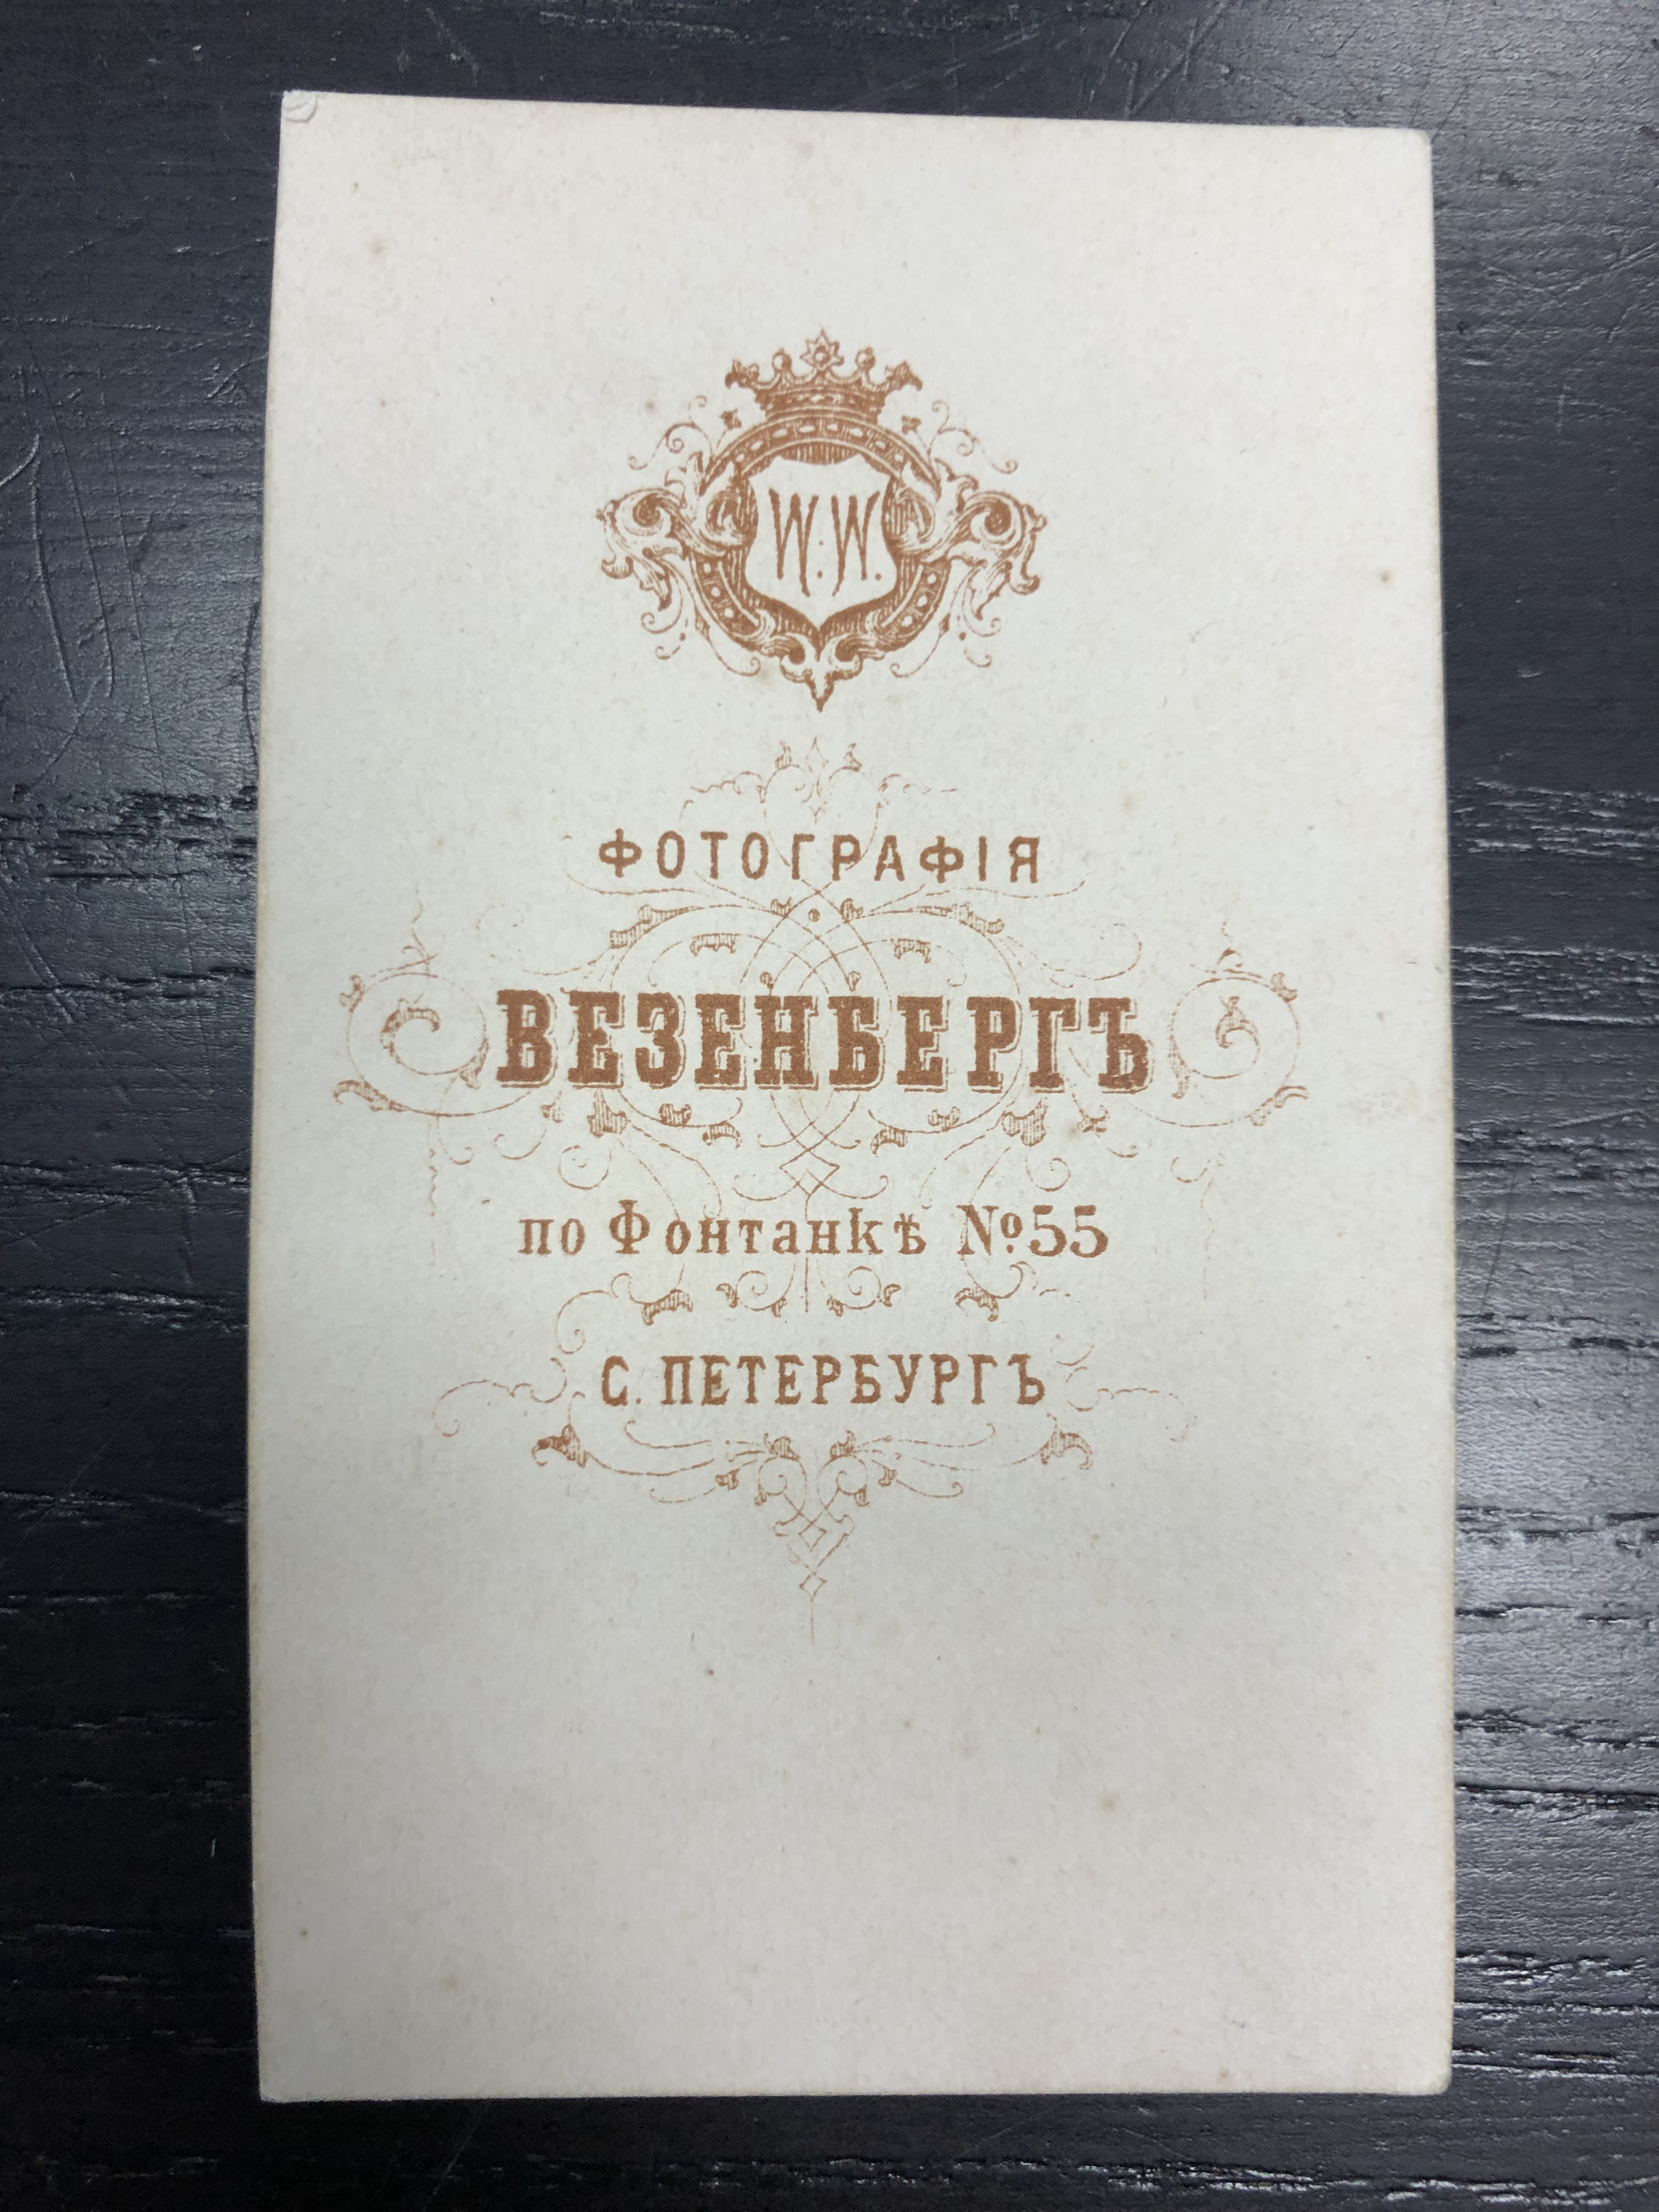 W. W.
ФОТОГРАФІЯ
ВЕЗЕНБЕРГЪ
по Фонтанкѣ №55
С. ПЕТЕРБУРГЪ